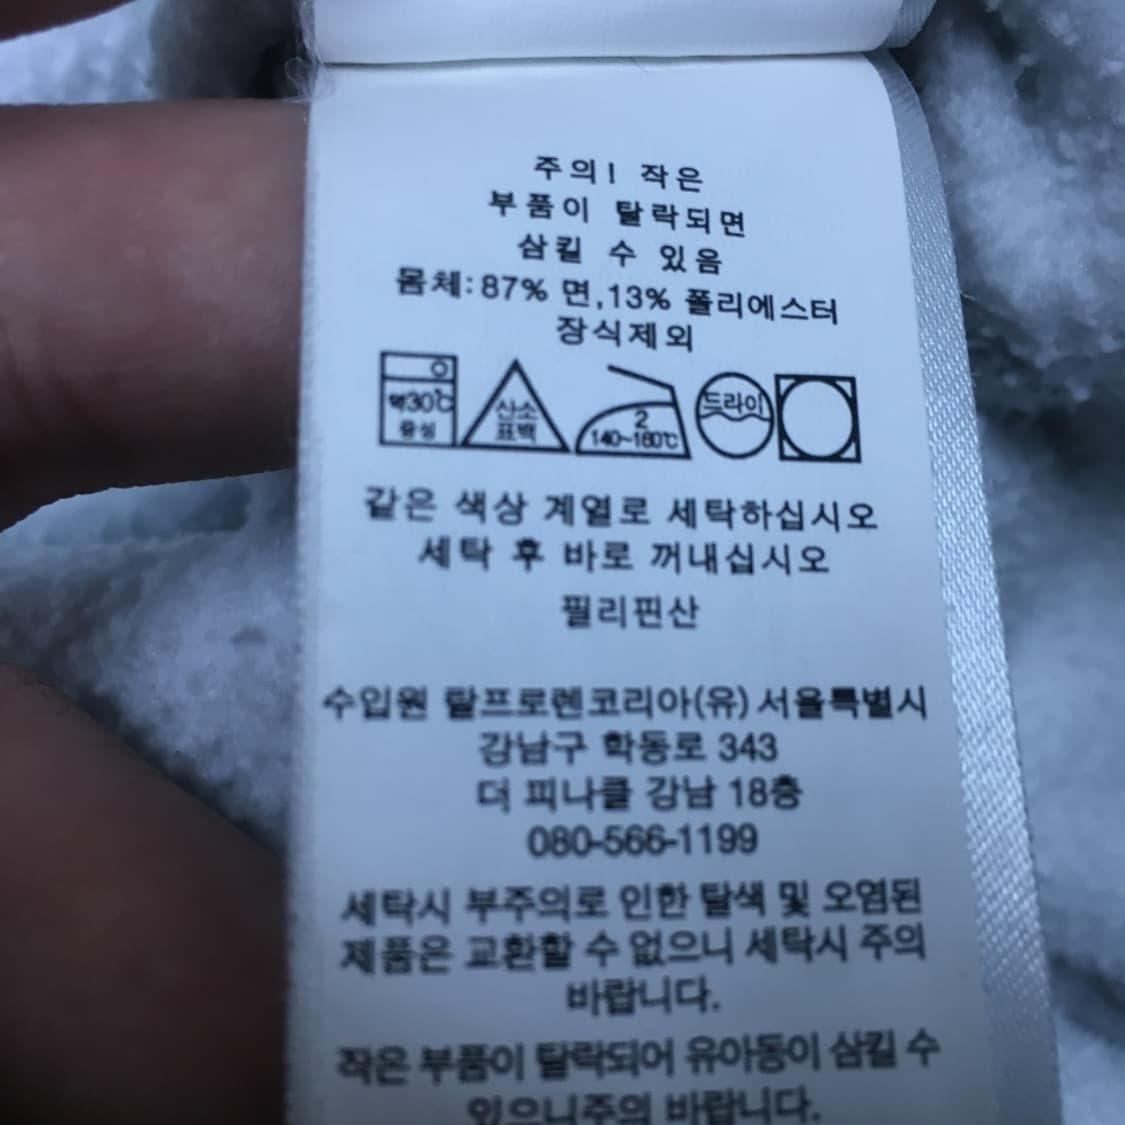 주의! 작은
부품이 탈락되면
삼킬 수 있음
몸체:87% 면,13% 폴리에스터
장식제외
약30℃
중성
산소
표백
2
140~160℃
드라이
같은 색상 계열로 세탁하십시오
세탁 후 바로 꺼내십시오
필리핀산
수입원 랄프로렌코리아(유) 서울특별시
강남구 학동로 343
더 피나클 강남 18층
080-566-1199
세탁시 부주의로 인한 탈색 및 오염된
제품은 교환할 수 없으니 세탁시 주의
바랍니다.
작은 부품이 탈락되어 유아동이 삼킬 수
있으니주의 바랍니다.